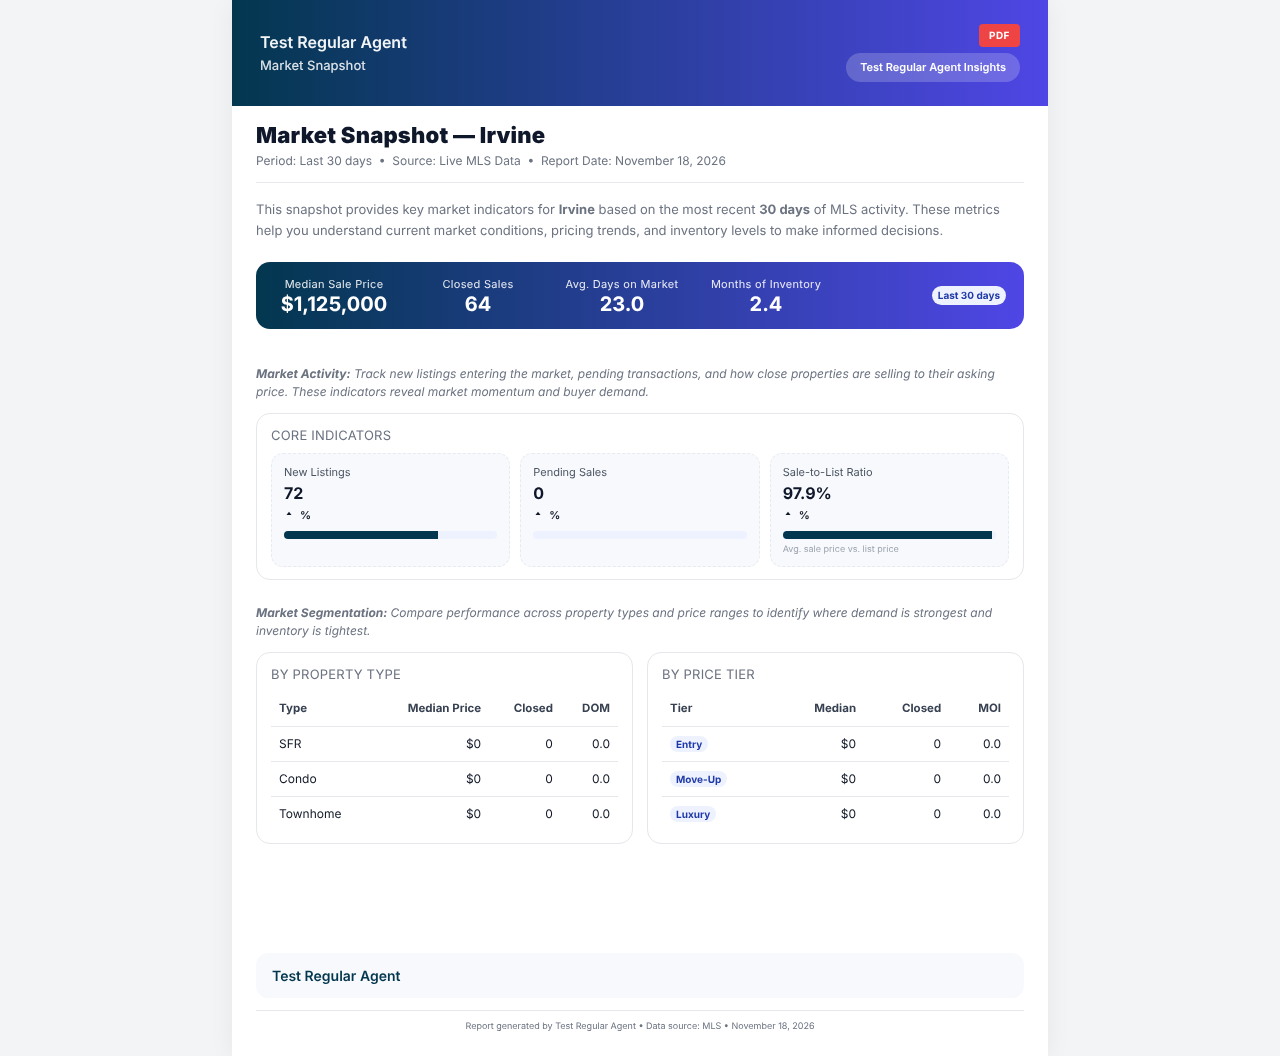 Test Regular Agent
Market Snapshot
PDF
Test Regular Agent Insights
Market Snapshot — Irvine
Period: Last 30 days • Source: Live MLS Data • Report Date: November 18, 2026
This snapshot provides key market indicators for Irvine based on the most recent 30 days of MLS activity. These metrics
help you understand current market conditions, pricing trends, and inventory levels to make informed decisions.
Median Sale Price Closed Sales Avg. Days on Market Months of Inventory
$1,125,000 64 23.0 2.4
Last 30 days
Market Activity: Track new listings entering the market, pending transactions, and how close properties are selling to their asking
price. These indicators reveal market momentum and buyer demand.
CORE INDICATORS
New Listings
72
▲ %
Pending Sales
0
▲ %
Sale-to-List Ratio
97.9%
▲ %
Avg. sale price vs. list price
Market Segmentation: Compare performance across property types and price ranges to identify where demand is strongest and
inventory is tightest.
BY PROPERTY TYPE
Type Median Price Closed DOM
SFR $0 0 0.0
Condo $0 0 0.0
Townhome $0 0 0.0
BY PRICE TIER
Tier Median Closed MOI
Entry $0 0 0.0
Move-Up $0 0 0.0
Luxury $0 0 0.0
Test Regular Agent
Report generated by Test Regular Agent • Data source: MLS • November 18, 2026